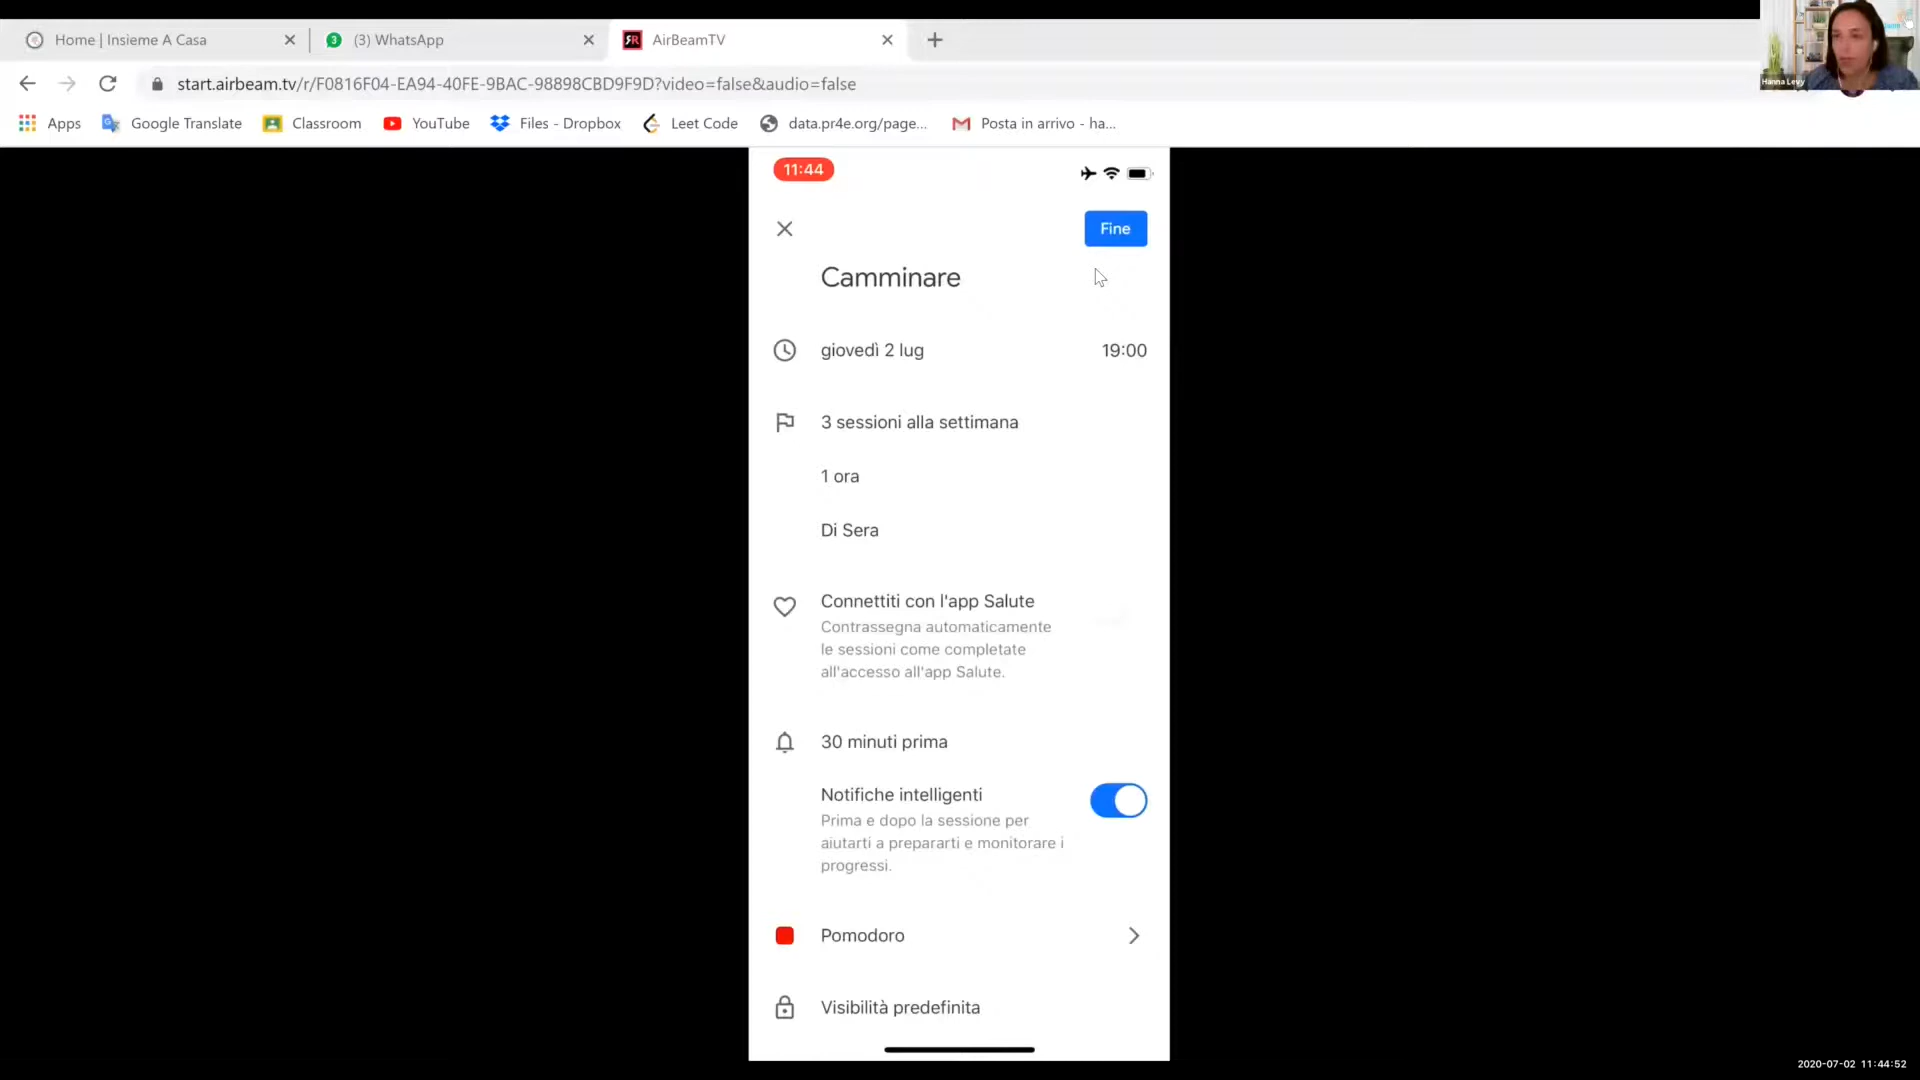 Home | Insieme A Casa
3
(3) WhatsApp
AirBeamTV
start.airbeam.tv/r/F0816F04-EA94-40FE-9BAC-98898CBD9F9D?video=false&audio=false
Apps
Google Translate
Classroom
YouTube
Files - Dropbox
Leet Code
data.pr4e.org/page...
Posta in arrivo - ha...
Hanna Levy
11:44
Fine
Camminare
giovedì 2 lug
19:00
3 sessioni alla settimana
1 ora
Di Sera
Connettiti con l'app Salute
Contrassegna automaticamente
le sessioni come completate
all'accesso all'app Salute.
30 minuti prima
Notifiche intelligenti
Prima e dopo la sessione per
aiutarti a prepararti e monitorare i
progressi.
Pomodoro
Visibilità predefinita
2020-07-02 11:44:52